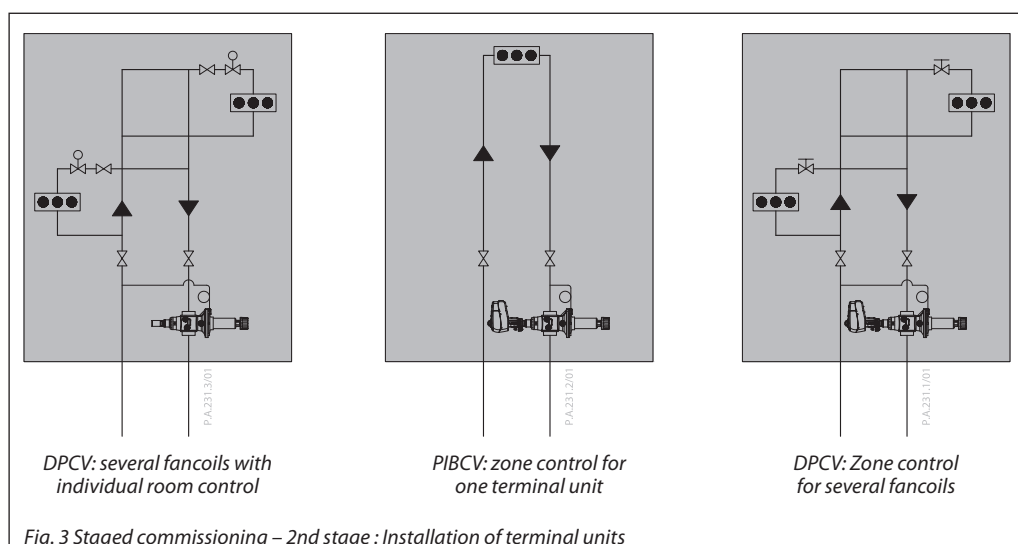 P.A.231.3/01
P.A.231.2/01
P.A.231.1/01
DPCV: several fancoils with
individual room control
PIBCV: zone control for
one terminal unit
DPCV: Zone control
for several fancoils
Fig. 3 Staged commissioning – 2nd stage : Installation of terminal units